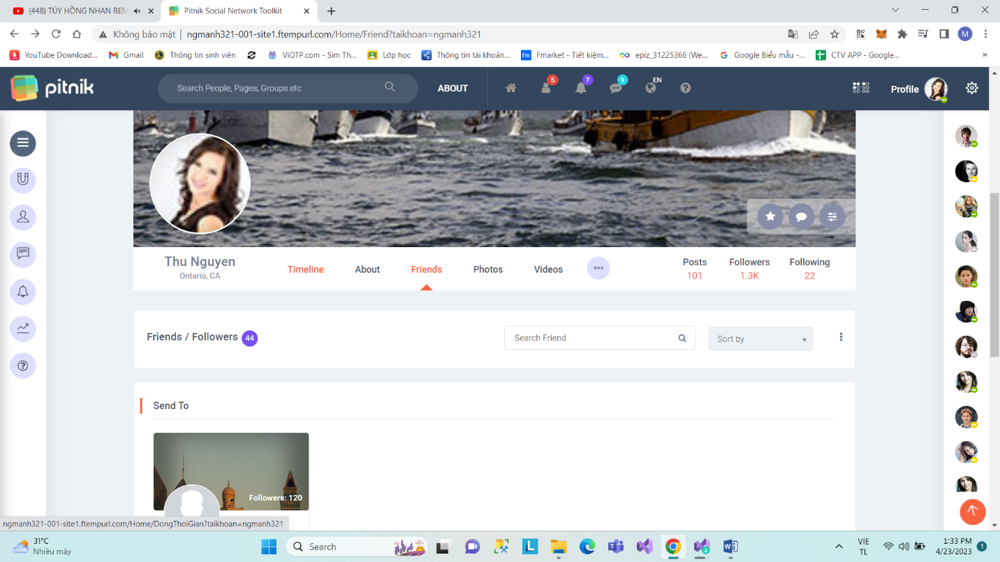 (448) TÚY HỒNG NHAN REM
Pitnik Social Network Toolkit
Không bảo mật | ngmanh321-001-site1.ftempurl.com/Home/Friend?taikhoan=ngmanh321
M
YouTube Download... Gmail Thông tin sinh viên ViOTP.com - Sim Th... Lớp học Thông tin tài khoản... fm Fmarket - Tiết kiệm... epiz_31225366 (We... Google Biểu mẫu -... CTV APP - Google... »
pitnik
Search People, Pages, Groups etc
ABOUT
5
7
9
EN
Profile
Thu Nguyen
Ontario, CA
Timeline About Friends Photos Videos
Posts Followers Following
101 1.3K 22
Friends / Followers 44
Search Friend
Sort by
Send To
Followers: 120
ngmanh321-001-site1.ftempurl.com/Home/DongThoiGian?taikhoan=ngmanh321
31°C
Nhiều mây
Search
L
VIE
TL
1:33 PM
4/23/2023
1